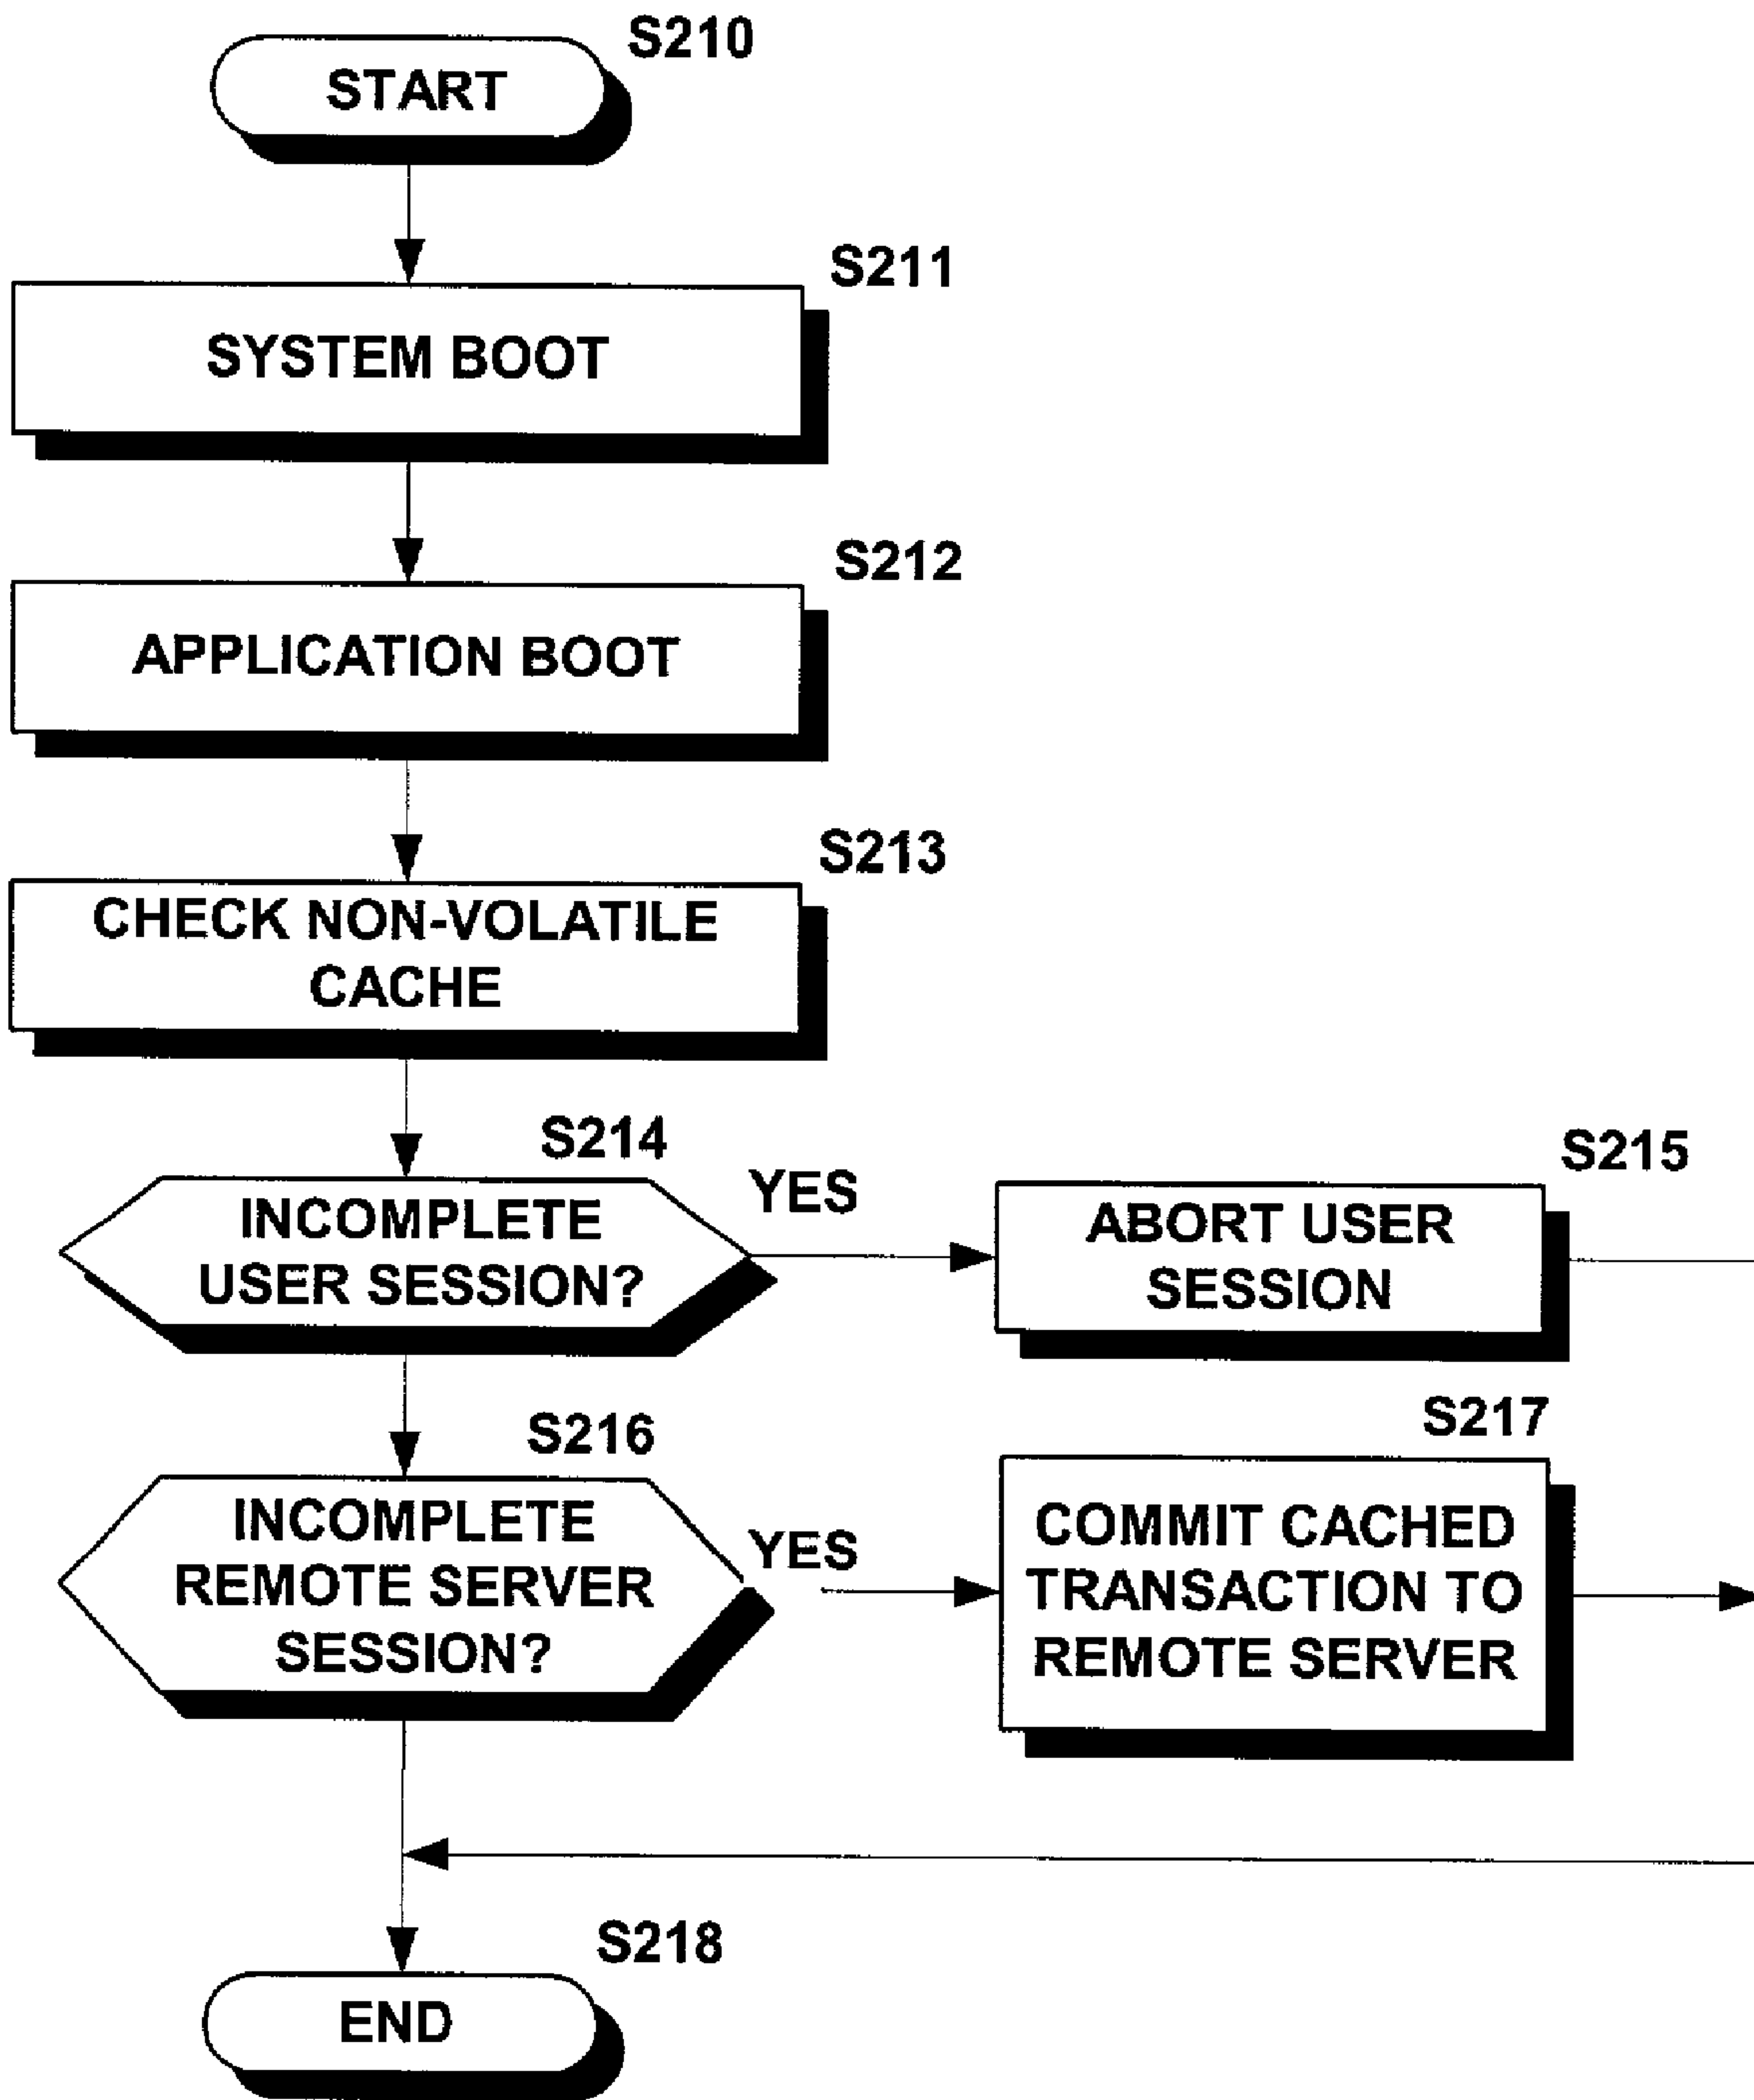 S210
START
S211
SYSTEM BOOT
S212
APPLICATION BOOT
S213
CHECK NON-VOLATILE
CACHE
S214
INCOMPLETE
USER SESSION?
YES
S215
ABORT USER
SESSION
S216
INCOMPLETE
REMOTE SERVER
SESSION?
YES
S217
COMMIT CACHED
TRANSACTION TO
REMOTE SERVER
S218
END